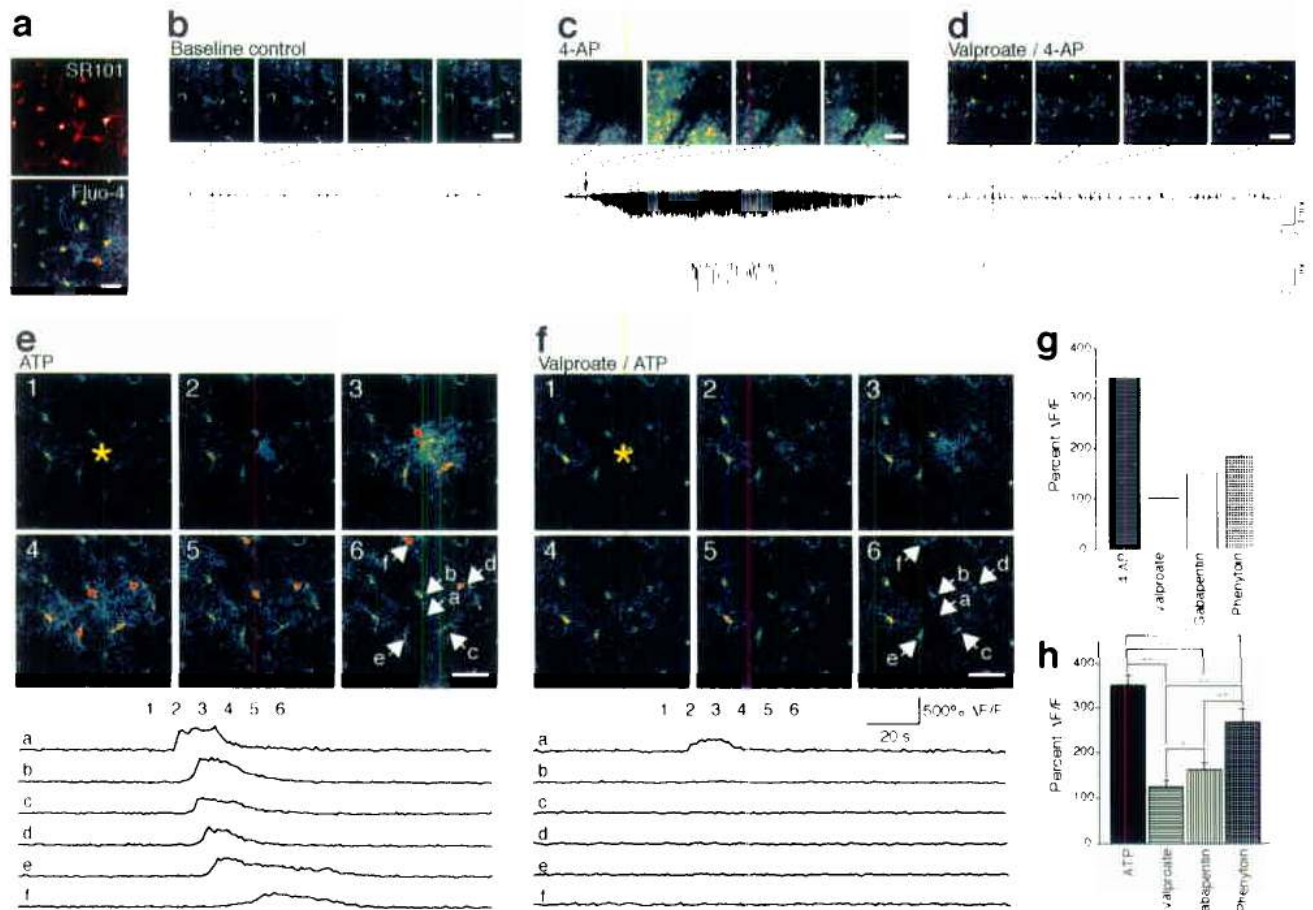 a
SR101
Fluo-4
b
Baseline control
c
4-AP
d
Valproate / 4-AP
e
ATP
1
2
3
4
5
6
f
b
d
a
e
c
1 2 3 4 5 6
a
b
c
d
e
f
f
Valproate / ATP
1
2
3
4
5
6
f
b
d
a
e
c
1 2 3 4 5 6
500% ΔF/F
20 s
a
b
c
d
e
f
g
Percent ΔF/F
400
300
200
100
0
4 AP
Valproate
Gabapentin
Phenytoin
h
Percent ΔF/F
400
300
200
100
0
ATP
Valproate
Gabapentin
Phenytoin